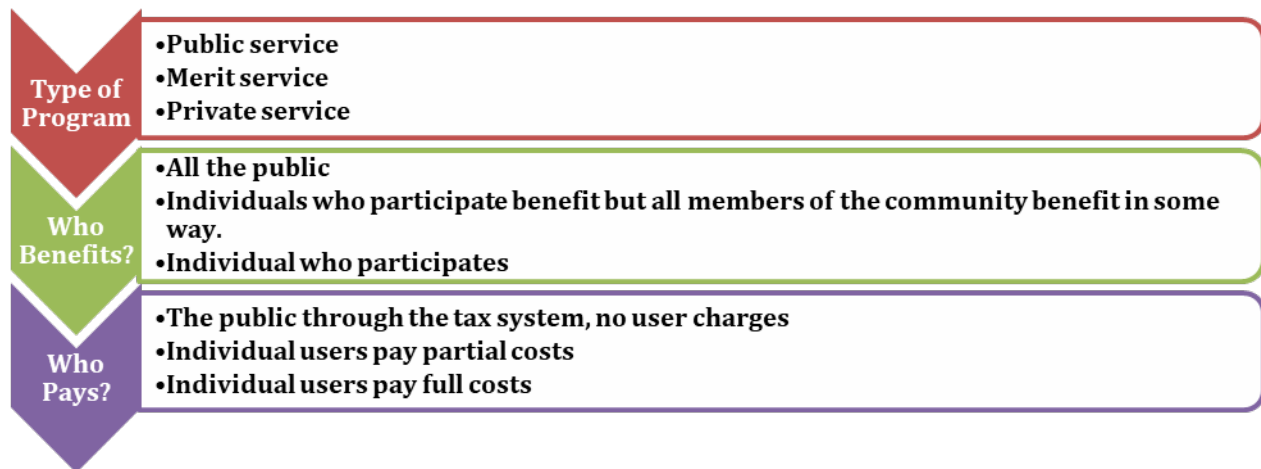 Type of
Program
•Public service
•Merit service
•Private service
Who
Benefits?
•All the public
•Individuals who participate benefit but all members of the community benefit in some
way.
•Individual who participates
Who
Pays?
•The public through the tax system, no user charges
•Individual users pay partial costs
•Individual users pay full costs